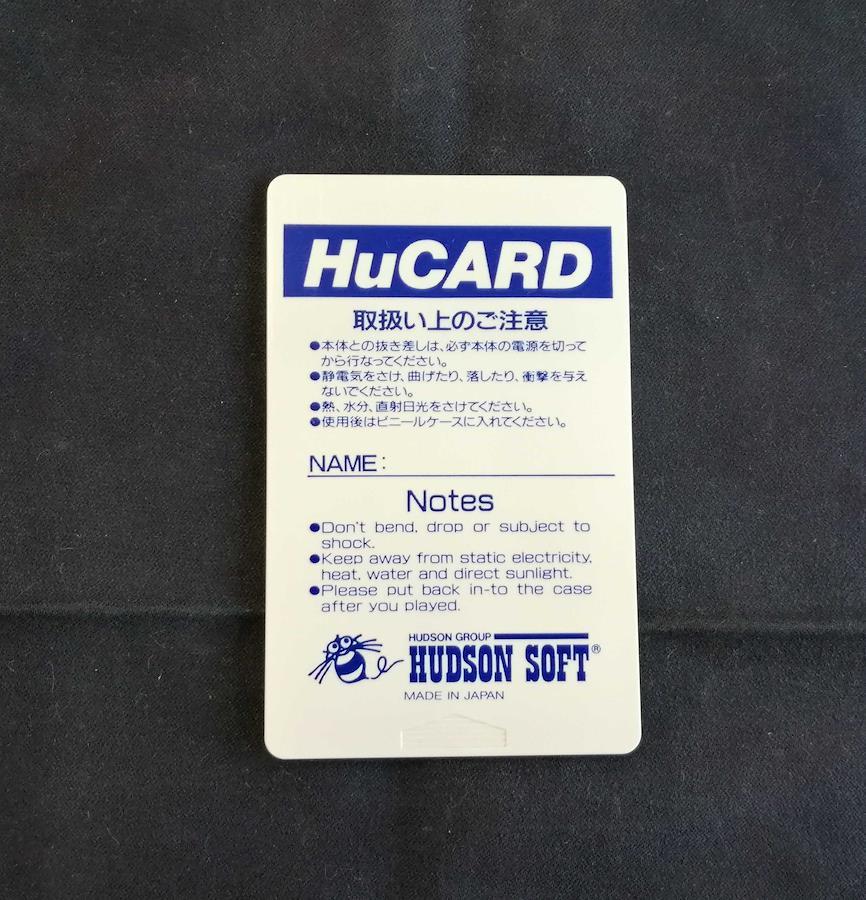 HuCARD
取扱い上のご注意
●本体との抜き差しは、必ず本体の電源を切って
から行なってください。
●静電気をさけ、曲げたり、落したり、衝撃を与え
ないでください。
●熱、水分、直射日光をさけてください。
●使用後はビニールケースに入れてください。
NAME:
Notes
●Don't bend, drop or subject to
shock.
●Keep away from static electricity,
heat, water and direct sunlight.
●Please put back in-to the case
after you played.
HUDSON GROUP
HUDSON SOFT®
MADE IN JAPAN